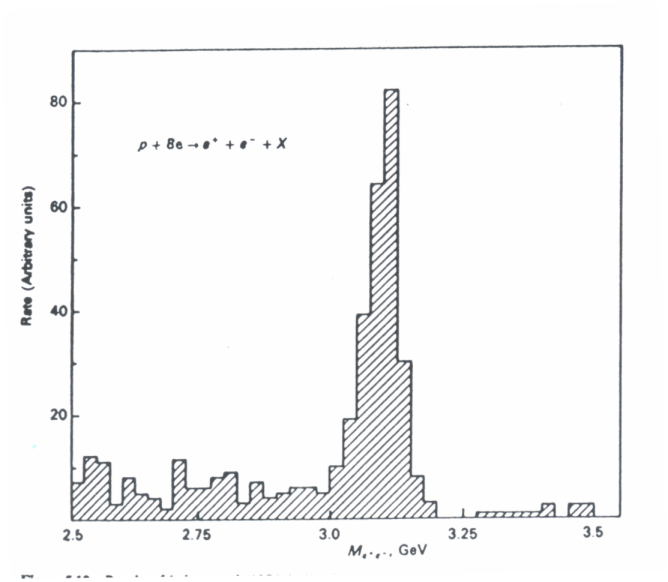 80
p + Be → e⁺ + e⁻ + X
60
Rate (Arbitrary units)
40
20
2.5 2.75 3.0 3.25 3.5
M e⁺e⁻, GeV